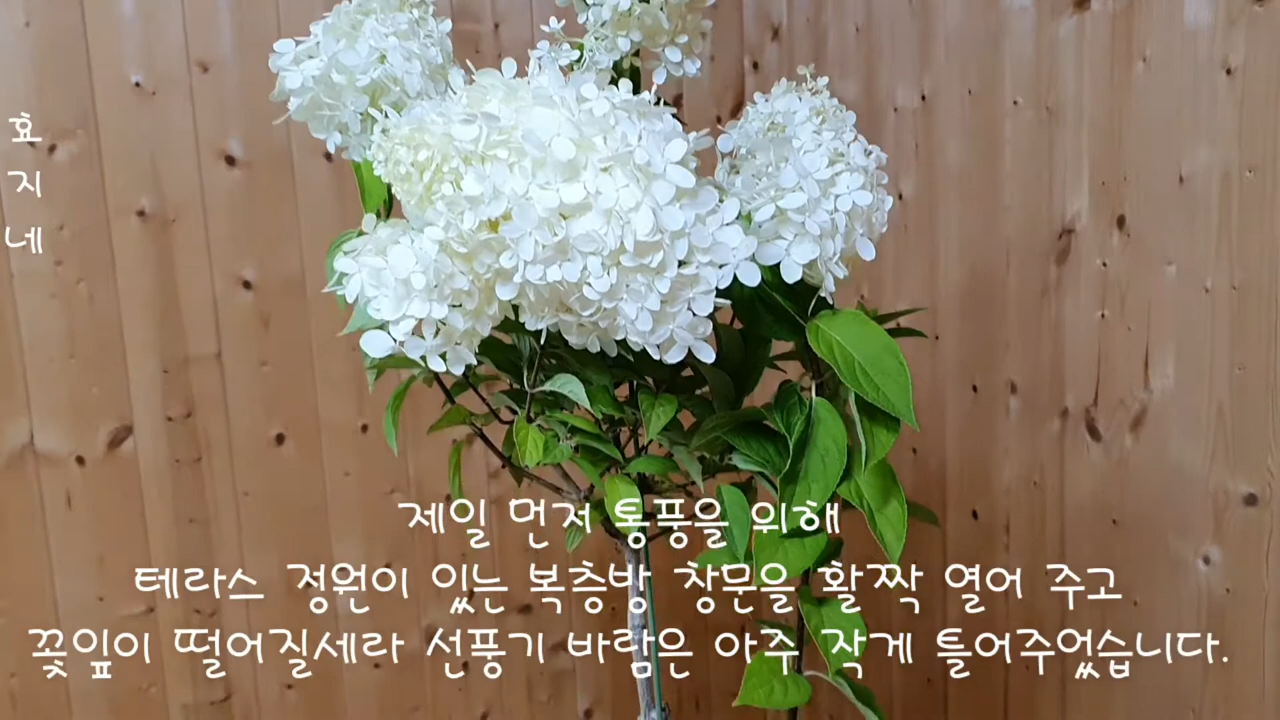 효지네
제일 먼저 통풍을 위해
테라스 정원이 있는 복층방 창문을 활짝 열어 주고
꽃잎이 떨어질세라 선풍기 바람은 아주 작게 틀어주었습니다.